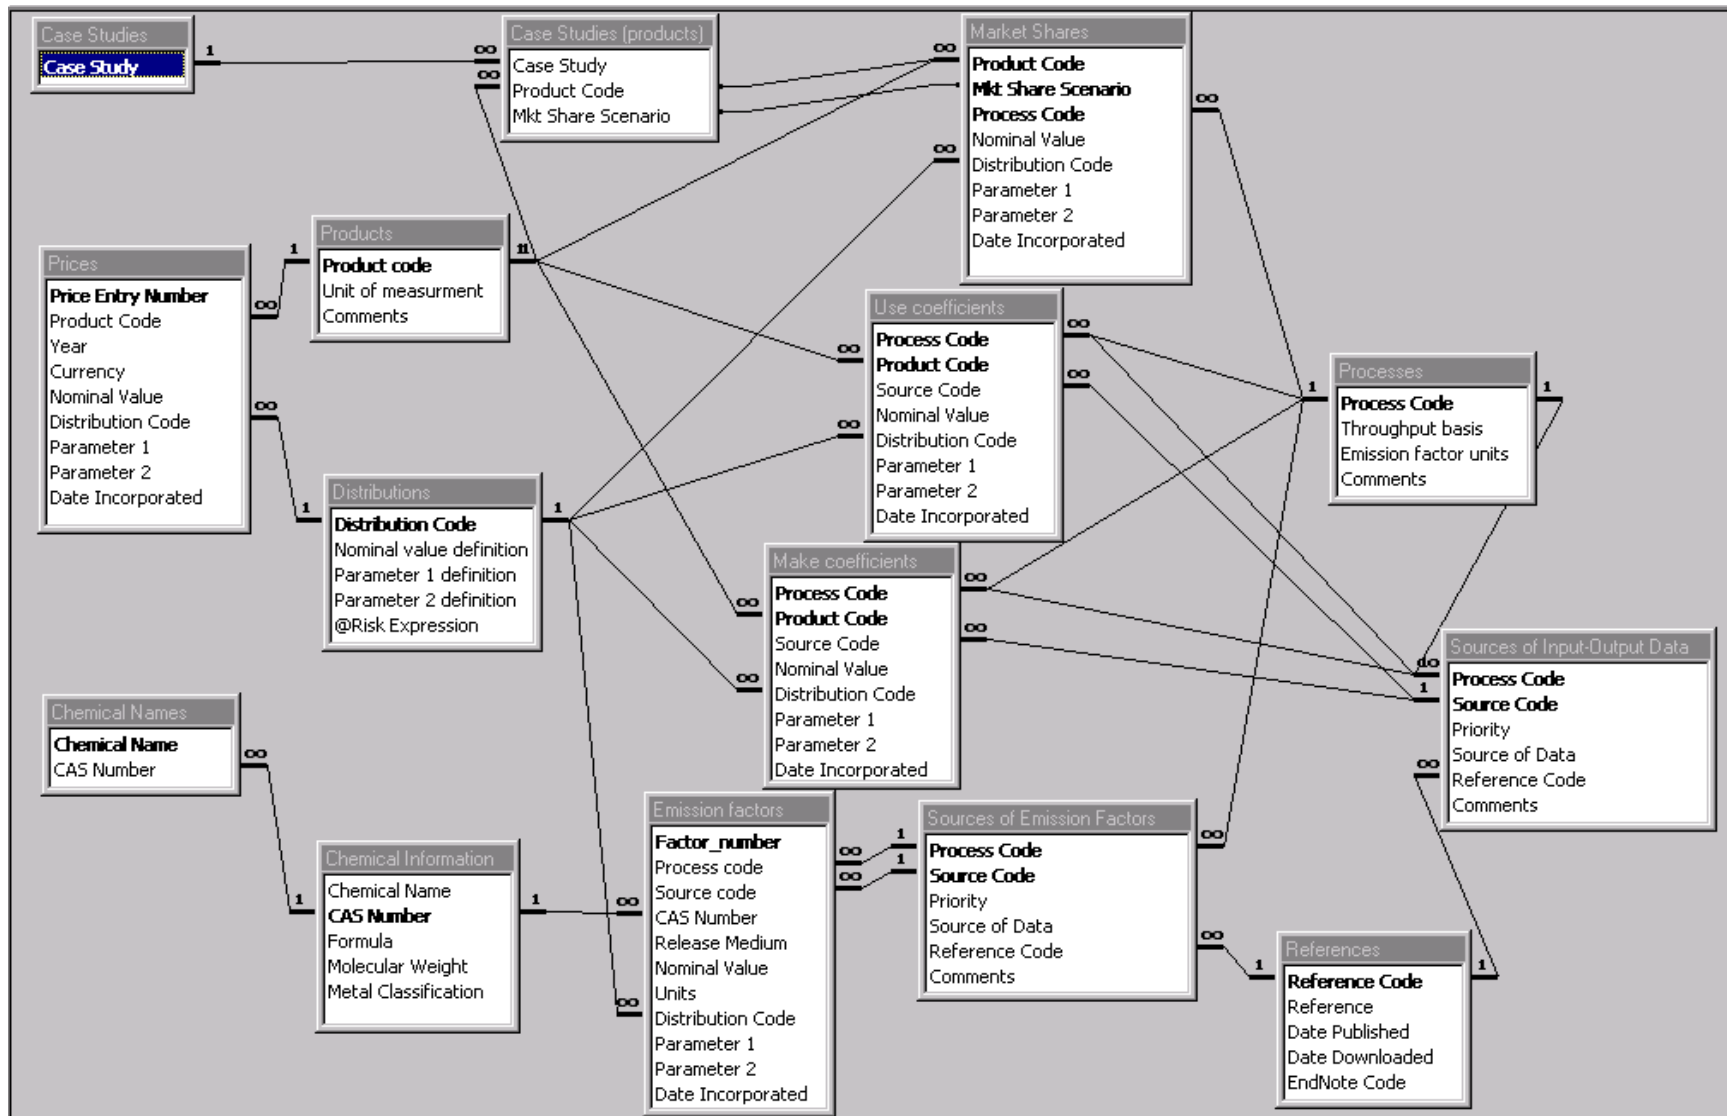 Case Studies
Case Study
Case Studies (products)
Case Study
Product Code
Mkt Share Scenario
Market Shares
Product Code
Mkt Share Scenario
Process Code
Nominal Value
Distribution Code
Parameter 1
Parameter 2
Date Incorporated
Prices
Price Entry Number
Product Code
Year
Currency
Nominal Value
Distribution Code
Parameter 1
Parameter 2
Date Incorporated
Products
Product code
Unit of measurment
Comments
Use coefficients
Process Code
Product Code
Source Code
Nominal Value
Distribution Code
Parameter 1
Parameter 2
Date Incorporated
Processes
Process Code
Throughput basis
Emission factor units
Comments
Distributions
Distribution Code
Nominal value definition
Parameter 1 definition
Parameter 2 definition
@Risk Expression
Make coefficients
Process Code
Product Code
Source Code
Nominal Value
Distribution Code
Parameter 1
Parameter 2
Date Incorporated
Sources of Input-Output Data
Process Code
Source Code
Priority
Source of Data
Reference Code
Comments
Chemical Names
Chemical Name
CAS Number
Chemical Information
Chemical Name
CAS Number
Formula
Molecular Weight
Metal Classification
Emission factors
Factor_number
Process code
Source code
CAS Number
Release Medium
Nominal Value
Units
Distribution Code
Parameter 1
Parameter 2
Date Incorporated
Sources of Emission Factors
Process Code
Source Code
Priority
Source of Data
Reference Code
Comments
References
Reference Code
Reference
Date Published
Date Downloaded
EndNote Code